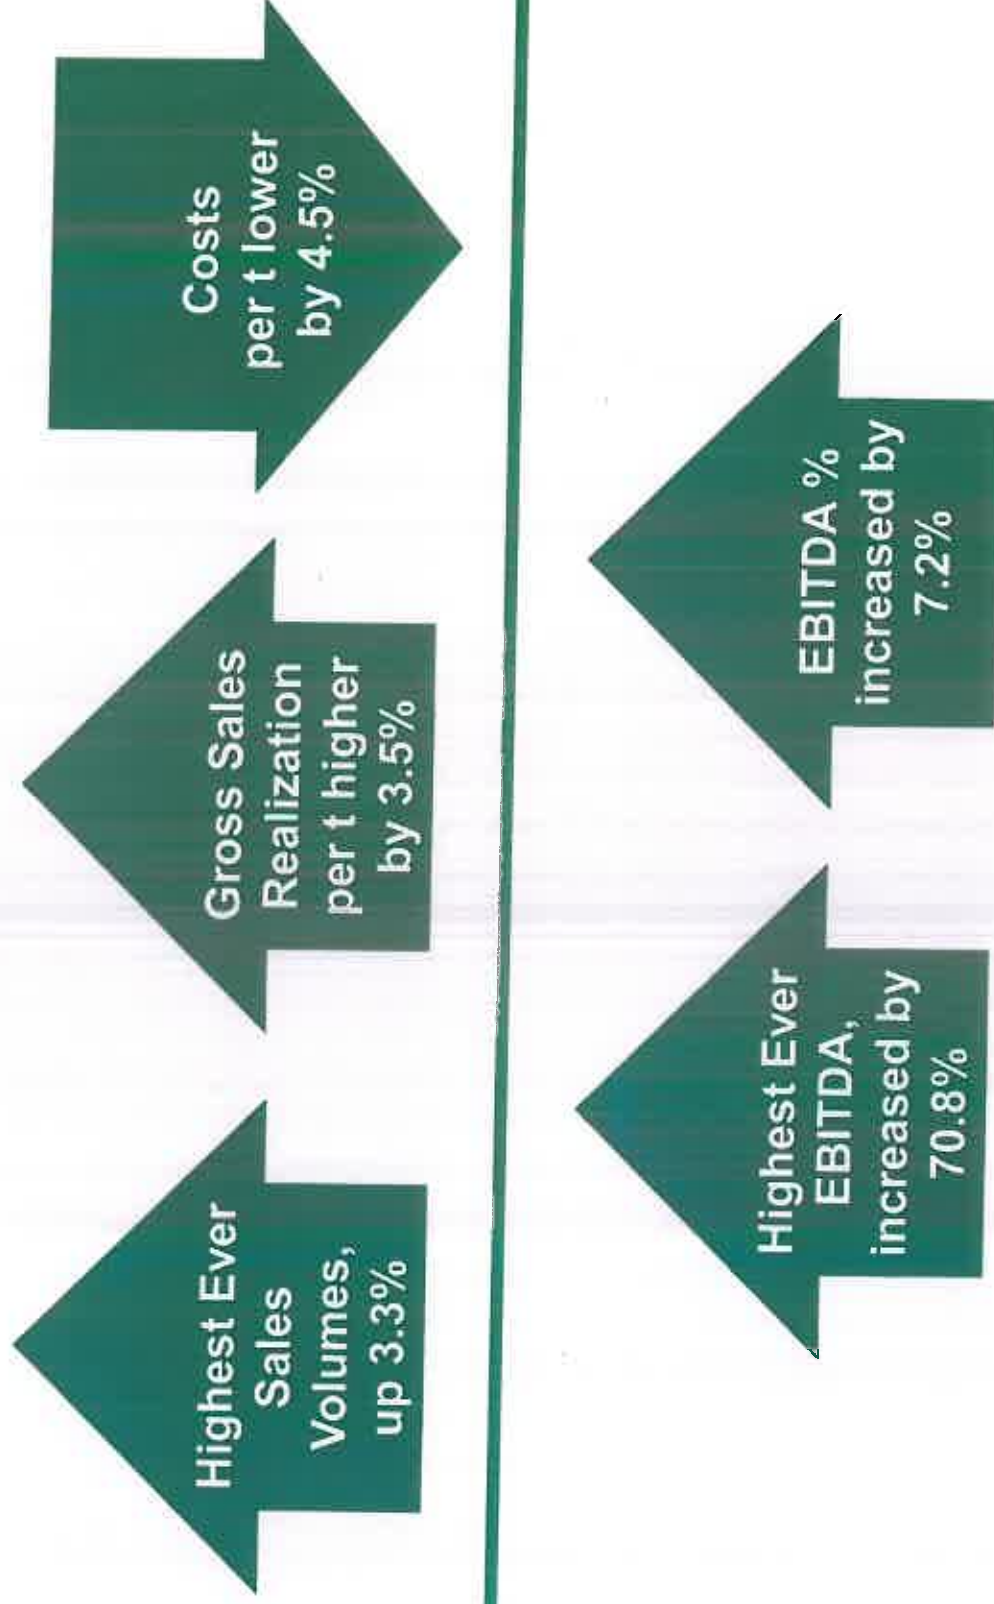 Highest Ever
Sales
Volumes,
up 3.3%
Gross Sales
Realization
per t higher
by 3.5%
Costs
per t lower
by 4.5%
Highest Ever
EBITDA,
increased by
70.8%
EBITDA %
increased by
7.2%